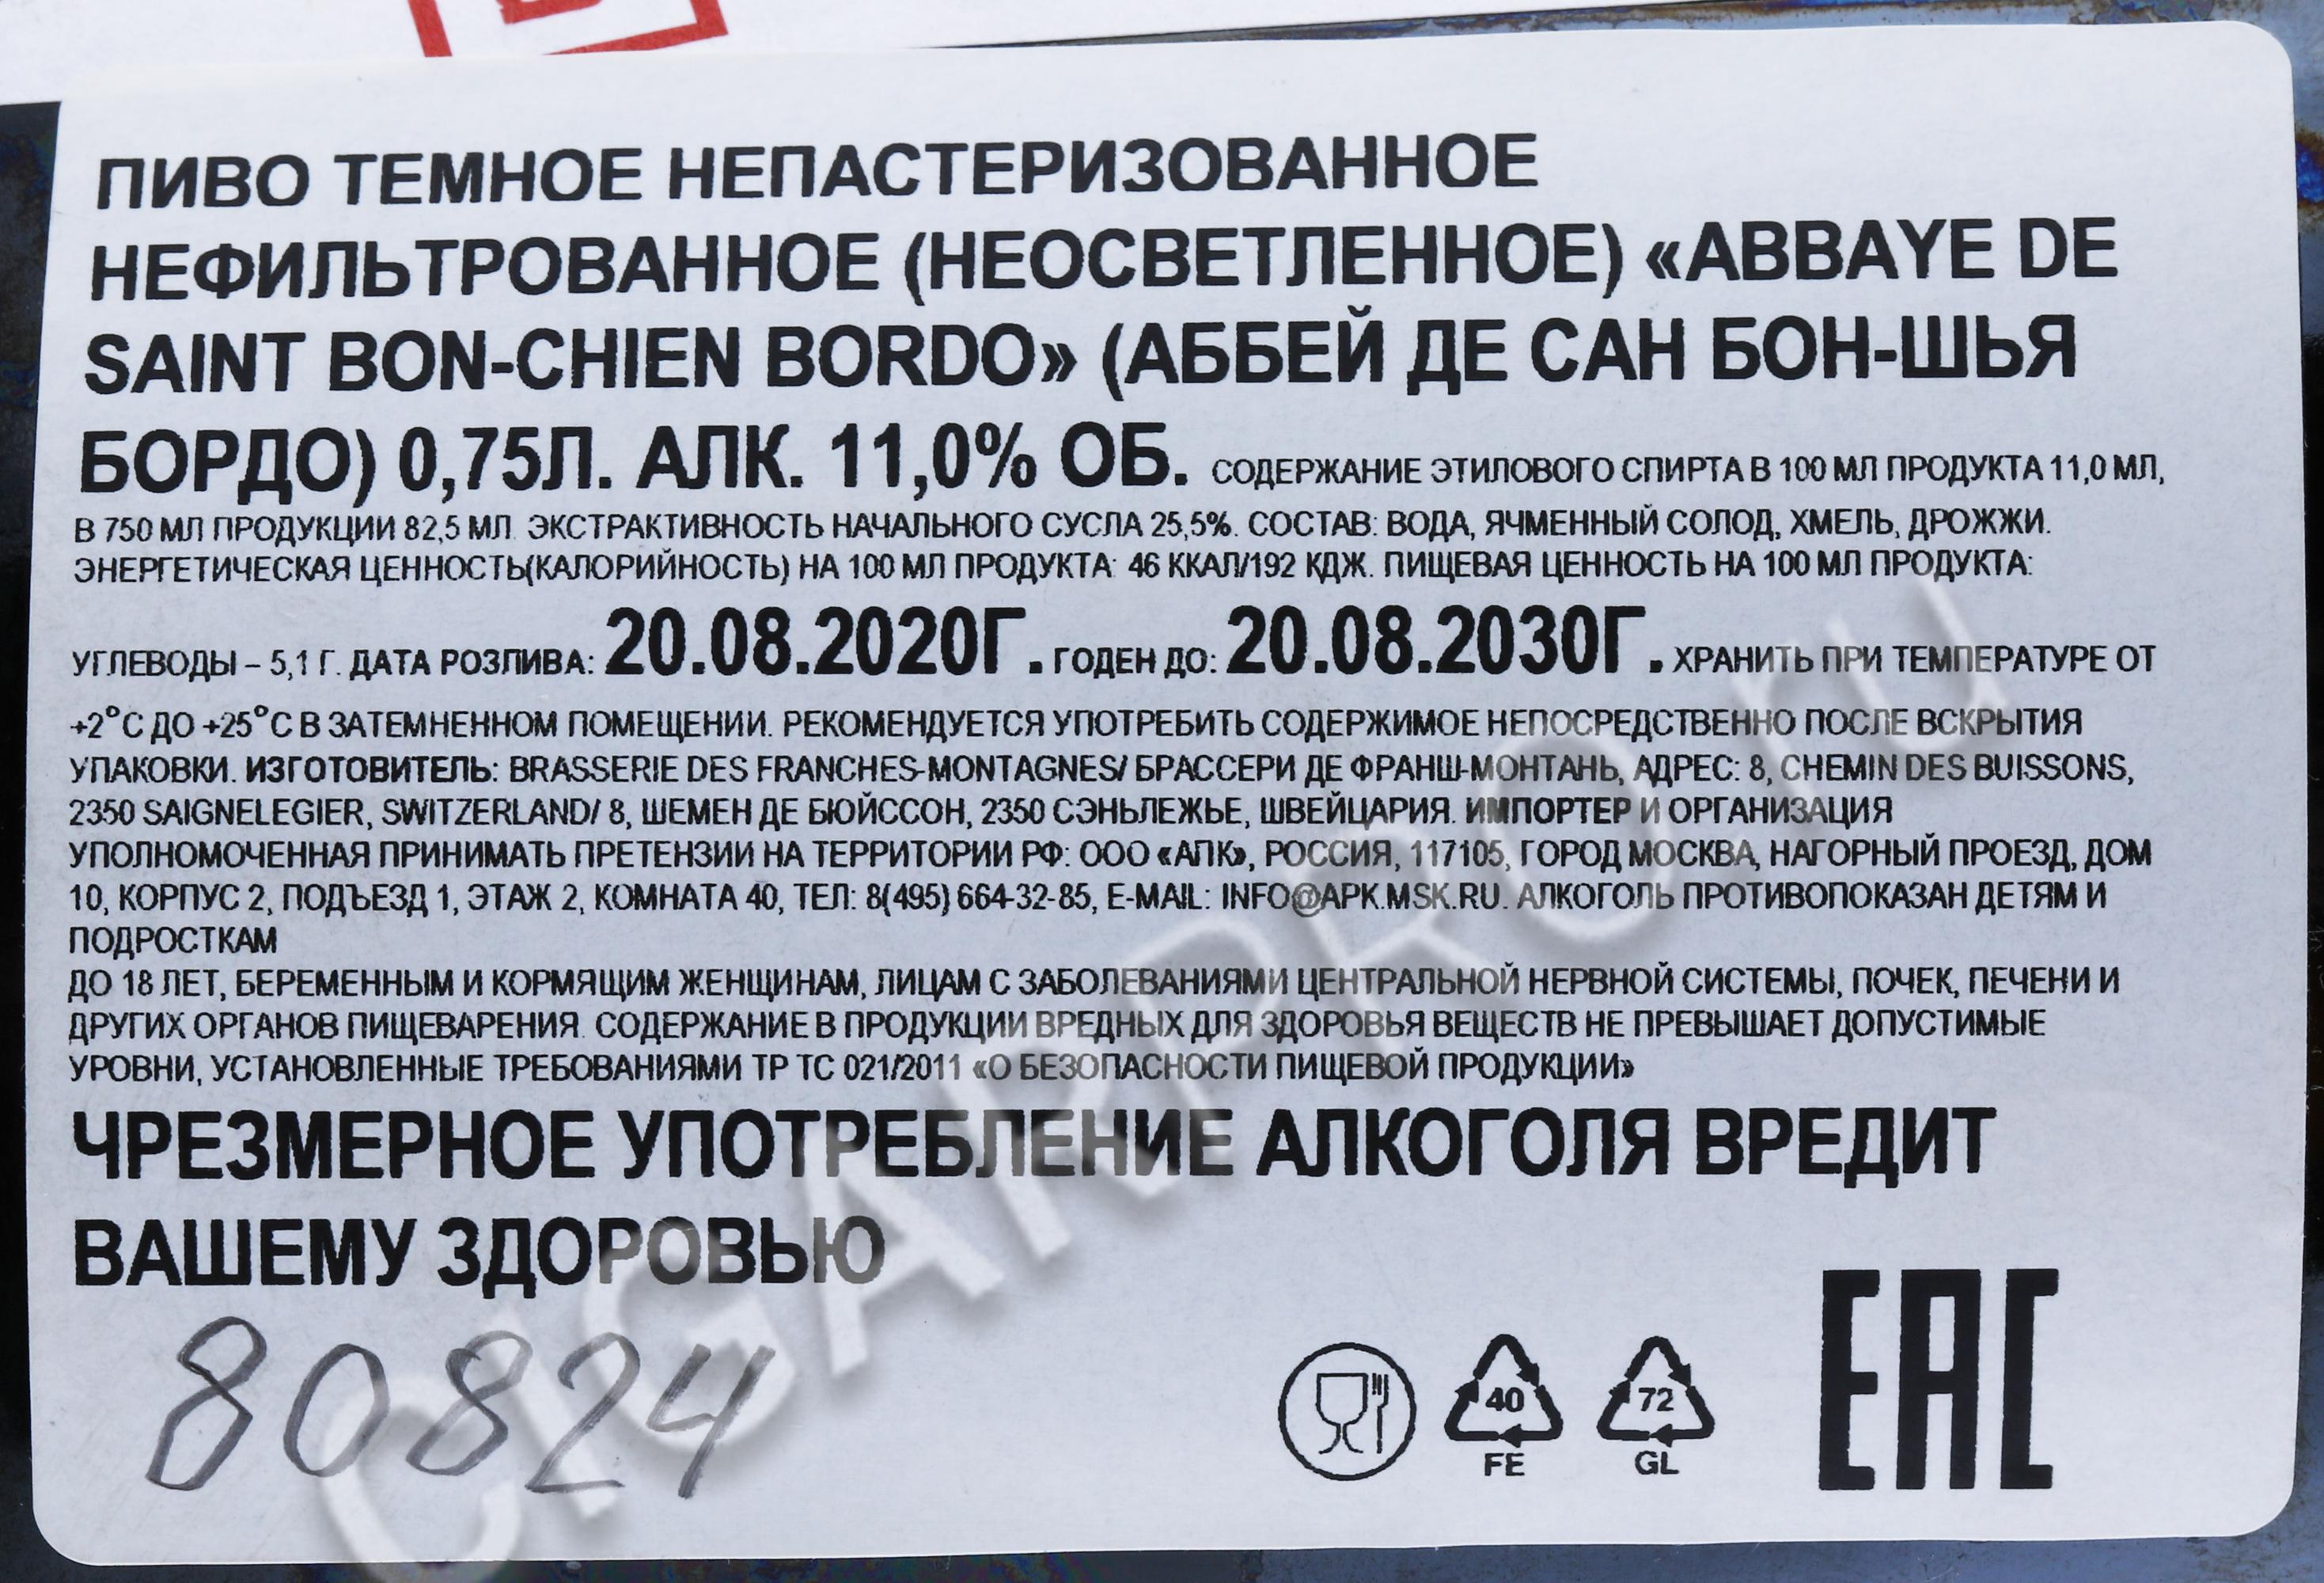 ПИВО ТЕМНОЕ НЕПАСТЕРИЗОВАННОЕ
НЕФИЛЬТРОВАННОЕ (НЕОСВЕТЛЕННОЕ) «ABBAYE DE
SAINT BON-CHIEN BORDO» (АББЕЙ ДЕ САН БОН-ШЬЯ
БОРДО) 0,75Л. АЛК. 11,0% ОБ. СОДЕРЖАНИЕ ЭТИЛОВОГО СПИРТА В 100 МЛ ПРОДУКТА 11,0 МЛ,
В 750 МЛ ПРОДУКЦИИ 82,5 МЛ. ЭКСТРАКТИВНОСТЬ НАЧАЛЬНОГО СУСЛА 25,5%. СОСТАВ: ВОДА, ЯЧМЕННЫЙ СОЛОД, ХМЕЛЬ, ДРОЖЖИ.
ЭНЕРГЕТИЧЕСКАЯ ЦЕННОСТЬ(КАЛОРИЙНОСТЬ) НА 100 МЛ ПРОДУКТА: 46 ККАЛ/192 КДЖ. ПИЩЕВАЯ ЦЕННОСТЬ НА 100 МЛ ПРОДУКТА:
УГЛЕВОДЫ – 5,1 Г. ДАТА РОЗЛИВА: 20.08.2020Г. ГОДЕН ДО: 20.08.2030Г. ХРАНИТЬ ПРИ ТЕМПЕРАТУРЕ ОТ
+2°С ДО +25°С В ЗАТЕМНЕННОМ ПОМЕЩЕНИИ. РЕКОМЕНДУЕТСЯ УПОТРЕБИТЬ СОДЕРЖИМОЕ НЕПОСРЕДСТВЕННО ПОСЛЕ ВСКРЫТИЯ
УПАКОВКИ. ИЗГОТОВИТЕЛЬ: BRASSERIE DES FRANCHES-MONTAGNES/ БРАССЕРИ ДЕ ФРАНШ-МОНТАНЬ, АДРЕС: 8, CHEMIN DES BUISSONS,
2350 SAIGNELEGIER, SWITZERLAND/ 8, ШЕМЕН ДЕ БЮЙССОН, 2350 СЭНЬЛЕЖЬЕ, ШВЕЙЦАРИЯ. ИМПОРТЕР И ОРГАНИЗАЦИЯ
УПОЛНОМОЧЕННАЯ ПРИНИМАТЬ ПРЕТЕНЗИИ НА ТЕРРИТОРИИ РФ: ООО «АПК», РОССИЯ, 117105, ГОРОД МОСКВА, НАГОРНЫЙ ПРОЕЗД, ДОМ
10, КОРПУС 2, ПОДЪЕЗД 1, ЭТАЖ 2, КОМНАТА 40, ТЕЛ: 8(495) 664-32-85, E-MAIL: INFO@APK.MSK.RU. АЛКОГОЛЬ ПРОТИВОПОКАЗАН ДЕТЯМ И
ПОДРОСТКАМ
ДО 18 ЛЕТ, БЕРЕМЕННЫМ И КОРМЯЩИМ ЖЕНЩИНАМ, ЛИЦАМ С ЗАБОЛЕВАНИЯМИ ЦЕНТРАЛЬНОЙ НЕРВНОЙ СИСТЕМЫ, ПОЧЕК, ПЕЧЕНИ И
ДРУГИХ ОРГАНОВ ПИЩЕВАРЕНИЯ. СОДЕРЖАНИЕ В ПРОДУКЦИИ ВРЕДНЫХ ДЛЯ ЗДОРОВЬЯ ВЕЩЕСТВ НЕ ПРЕВЫШАЕТ ДОПУСТИМЫЕ
УРОВНИ, УСТАНОВЛЕННЫЕ ТРЕБОВАНИЯМИ ТР ТС 021/2011 «О БЕЗОПАСНОСТИ ПИЩЕВОЙ ПРОДУКЦИИ»
ЧРЕЗМЕРНОЕ УПОТРЕБЛЕНИЕ АЛКОГОЛЯ ВРЕДИТ
ВАШЕМУ ЗДОРОВЬЮ
80824
40 72
FE GL
EAC
CIGARPRO.ru